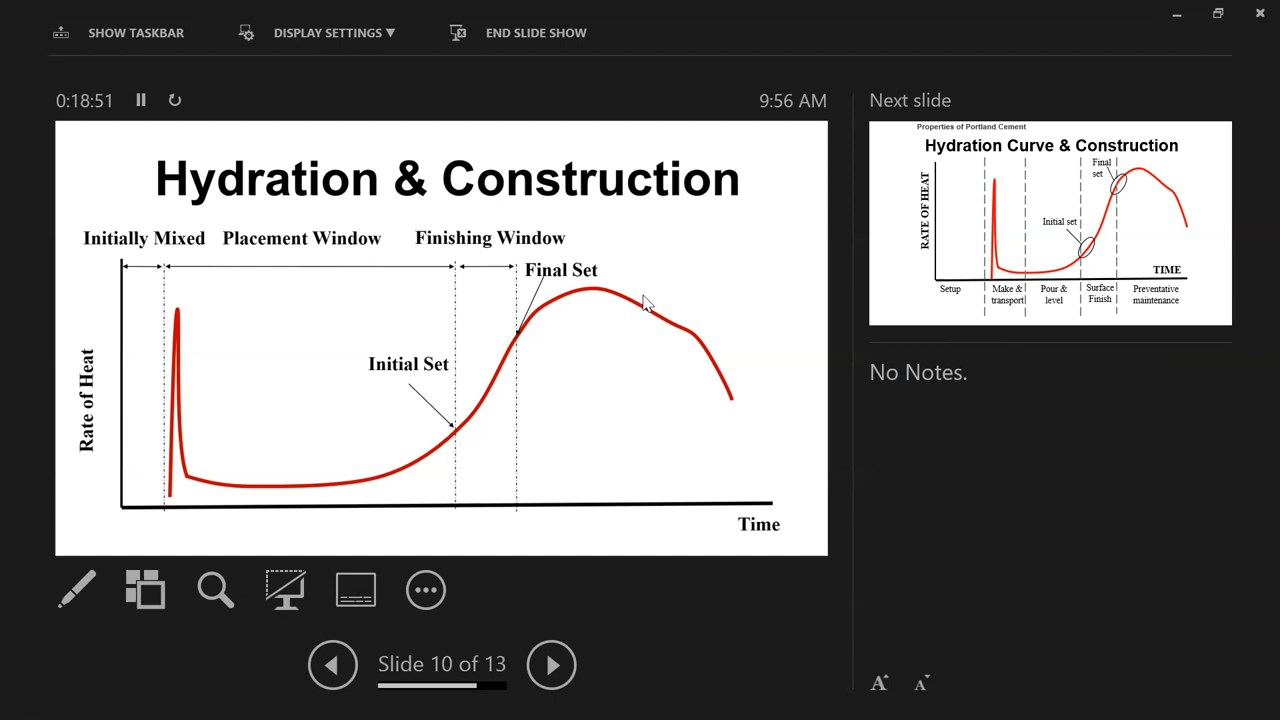 SHOW TASKBAR
DISPLAY SETTINGS ▼
END SLIDE SHOW
0:18:51
9:56 AM
Hydration & Construction
Initially Mixed
Placement Window
Finishing Window
Final Set
Initial Set
Rate of Heat
Time
Slide 10 of 13
Next slide
Properties of Portland Cement
Hydration Curve & Construction
Final
set
Initial set
RATE OF HEAT
TIME
Setup
Make &
transport
Pour &
level
Surface
Finish
Preventative
maintenance
No Notes.
A
A